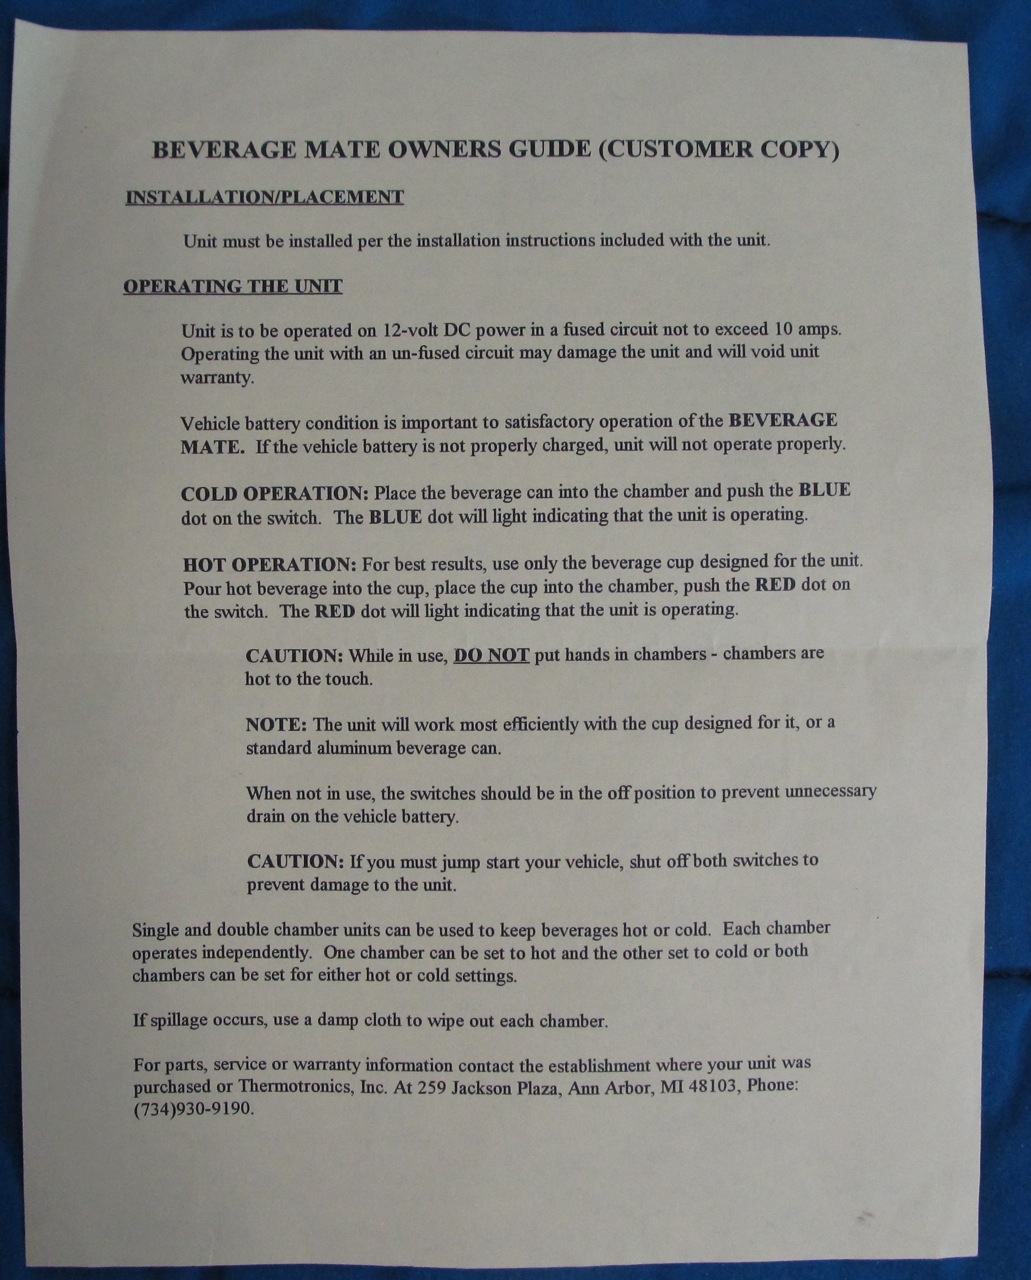 BEVERAGE MATE OWNERS GUIDE (CUSTOMER COPY)
INSTALLATION/PLACEMENT
Unit must be installed per the installation instructions included with the unit.
OPERATING THE UNIT
Unit is to be operated on 12-volt DC power in a fused circuit not to exceed 10 amps.
Operating the unit with an un-fused circuit may damage the unit and will void unit
warranty.
Vehicle battery condition is important to satisfactory operation of the BEVERAGE
MATE. If the vehicle battery is not properly charged, unit will not operate properly.
COLD OPERATION: Place the beverage can into the chamber and push the BLUE
dot on the switch. The BLUE dot will light indicating that the unit is operating.
HOT OPERATION: For best results, use only the beverage cup designed for the unit.
Pour hot beverage into the cup, place the cup into the chamber, push the RED dot on
the switch. The RED dot will light indicating that the unit is operating.
CAUTION: While in use, DO NOT put hands in chambers - chambers are
hot to the touch.
NOTE: The unit will work most efficiently with the cup designed for it, or a
standard aluminum beverage can.
When not in use, the switches should be in the off position to prevent unnecessary
drain on the vehicle battery.
CAUTION: If you must jump start your vehicle, shut off both switches to
prevent damage to the unit.
Single and double chamber units can be used to keep beverages hot or cold. Each chamber
operates independently. One chamber can be set to hot and the other set to cold or both
chambers can be set for either hot or cold settings.
If spillage occurs, use a damp cloth to wipe out each chamber.
For parts, service or warranty information contact the establishment where your unit was
purchased or Thermotronics, Inc. At 259 Jackson Plaza, Ann Arbor, MI 48103, Phone:
(734)930-9190.